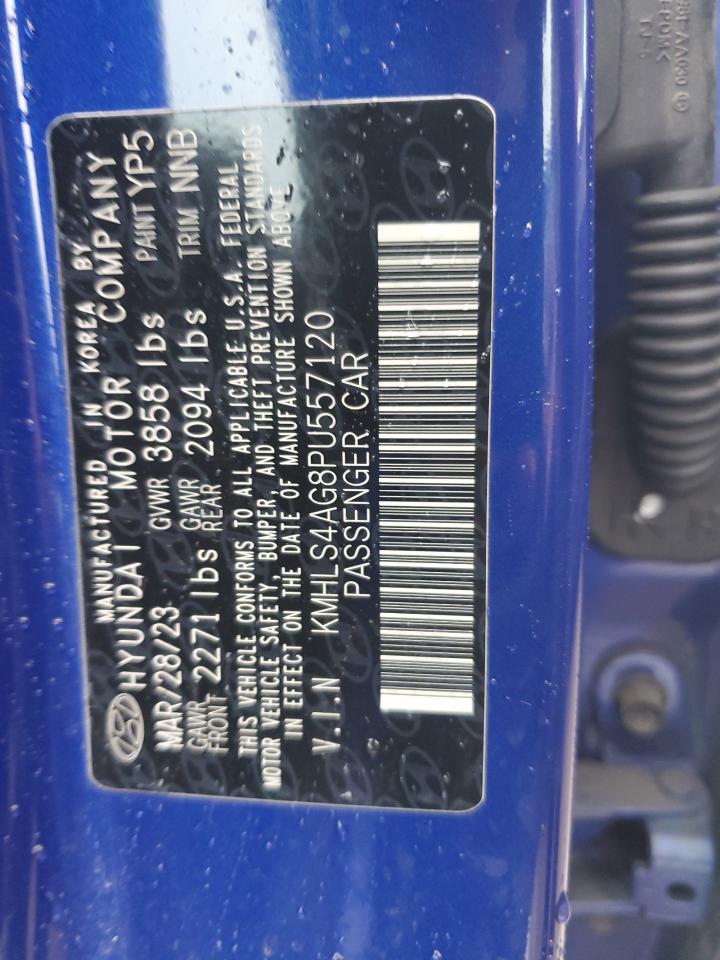 MANUFACTURED IN KOREA BY
HYUNDAI MOTOR COMPANY
MAR/28/23 GVWR 3858 lbs PAINT YP5
GAWR FRONT 2271 lbs GAWR REAR 2094 lbs TRIM NNB
THIS VEHICLE CONFORMS TO ALL APPLICABLE U.S.A. FEDERAL
MOTOR VEHICLE SAFETY, BUMPER, AND THEFT PREVENTION STANDARDS
IN EFFECT ON THE DATE OF MANUFACTURE SHOWN ABOVE
V.I.N KMHLS4AG8PU557120
PASSENGER CAR